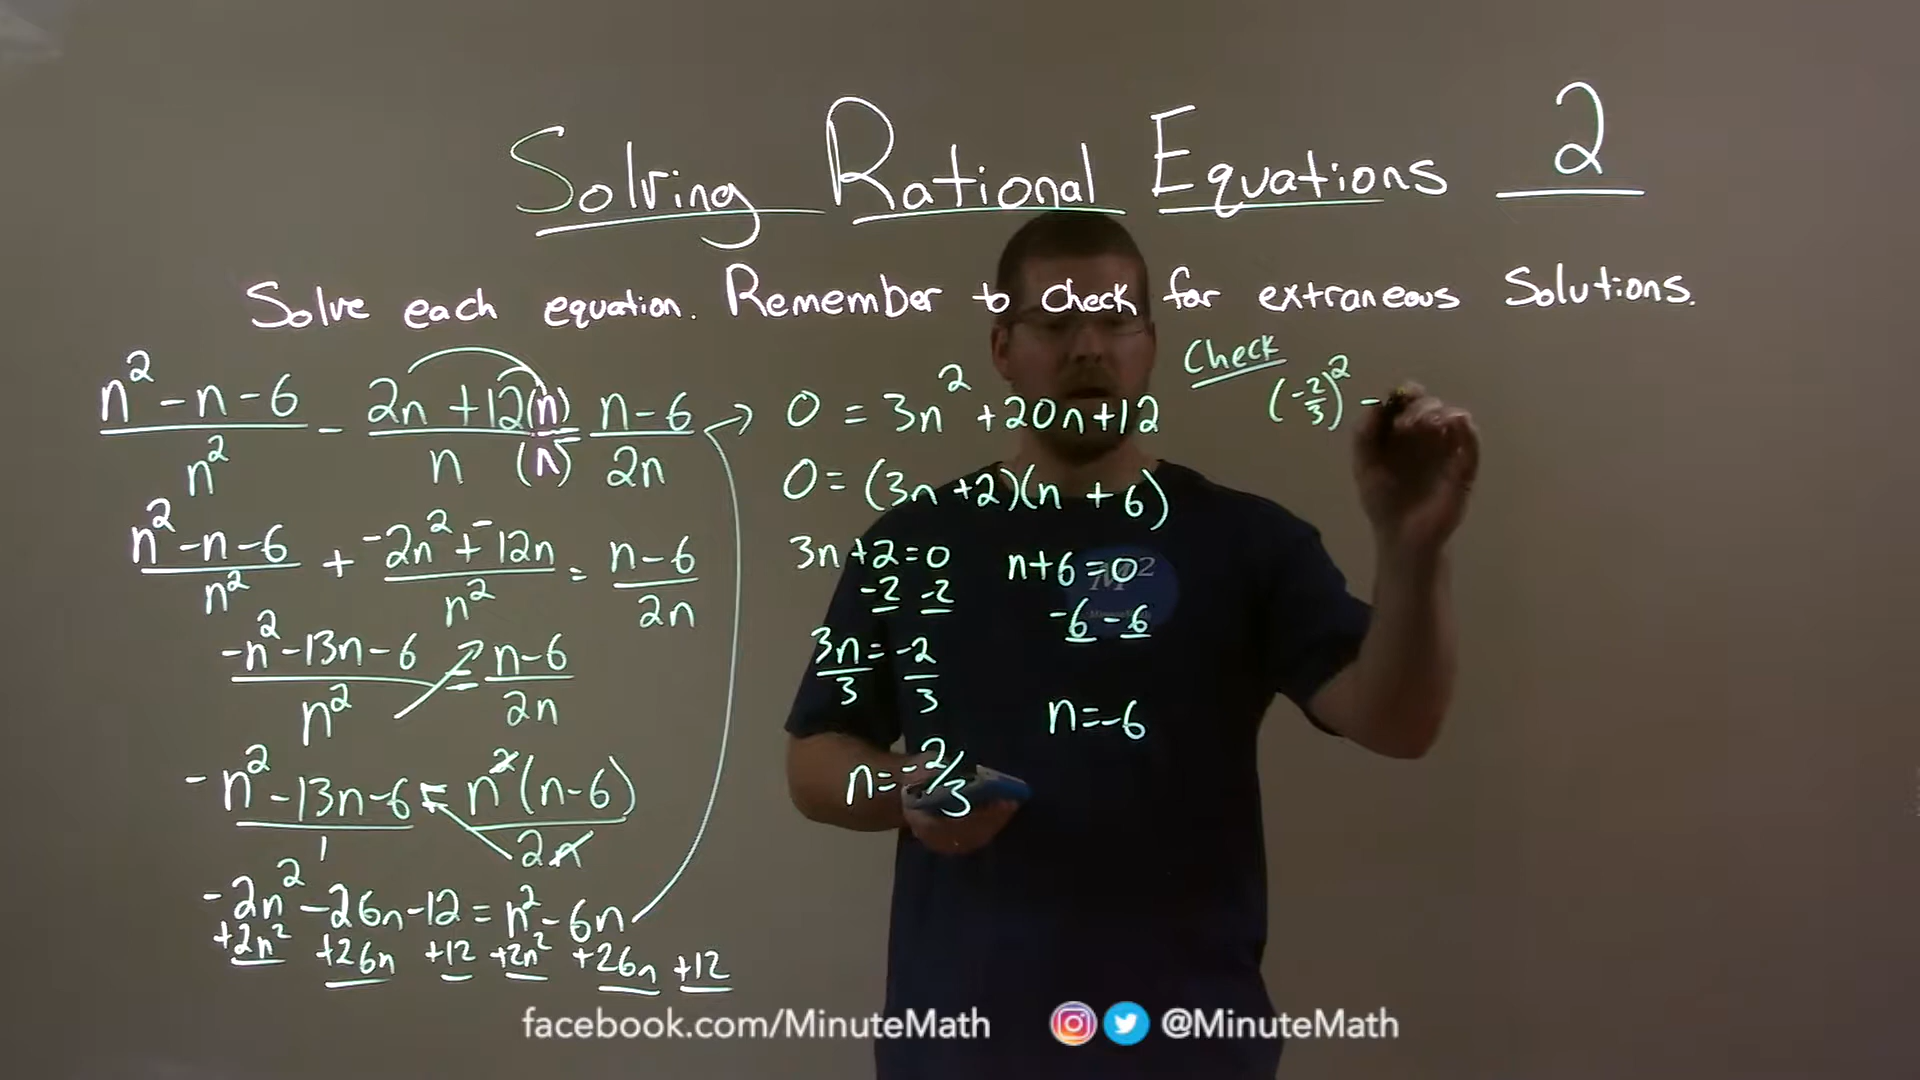 Solving Rational Equations 2
Solve each equation. Remember to check for extraneous Solutions.
n² - n - 6 / n² - 2n + 12(n) / n (n) = n - 6 / 2n
n² - n - 6 / n² + -2n² + -12n / n² = n - 6 / 2n
-n² - 13n - 6 / n² = n - 6 / 2n
-n² - 13n - 6 / 1 = n²(n - 6) / 2n
-2n² - 26n - 12 = n² - 6n
+2n² +26n +12 +2n² +26n +12
0 = 3n² + 20n + 12
0 = (3n + 2)(n + 6)
3n + 2 = 0
-2 -2
3n / 3 = -2 / 3
n = -2/3
n + 6 = 0
-6 -6
n = -6
Check
(-2/3)² -
M²
facebook.com/MinuteMath @MinuteMath